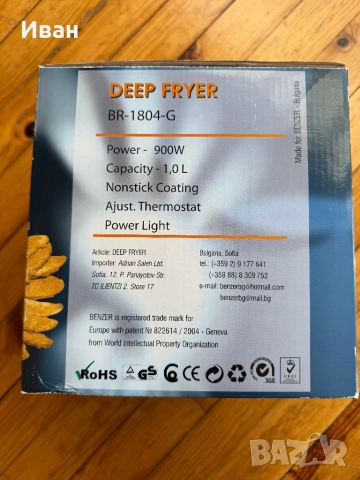 Иван
DEEP FRYER
BR-1804-G
Power - 900W
Capacity - 1,0 L
Nonstick Coating
Ajust. Thermostat
Power Light
Made for BENZER - Bulgaria
Article: DEEP FRYER
Importer: Adnan Saleh Ltd.
Sofia, 12, P. Panayotov Str.
TC ILIENTZI 2, Store 17
Bulgaria, Sofia
tel.: (+359 2) 9 177 641
(+359 88) 8 309 752
e-mail: benzerbg@hotmail.com
benzerbg@mail.bg
BENZER is registered trade mark for
Europe with patent № 822614 / 2004 - Geneva
from World Intellectual Property Organization
RoHS GS CE SGS
BAZAR